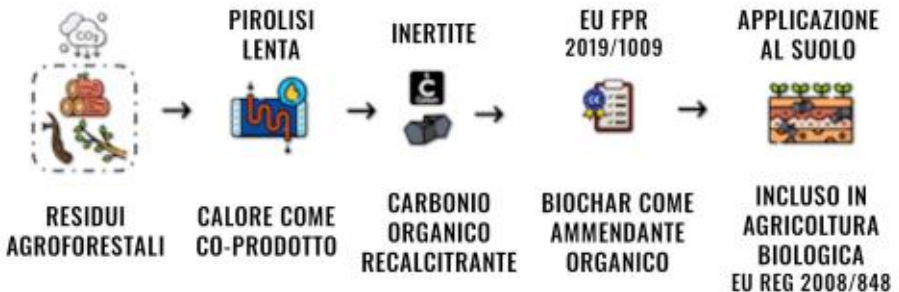 CO₂
RESIDUI
AGROFORESTALI
PIROLISI
LENTA
CALORE COME
CO-PRODOTTO
INERTITE
C
CARBONIO
ORGANICO
RECALCITRANTE
EU FPR
2019/1009
CE
BIOCHAR COME
AMMENDANTE
ORGANICO
APPLICAZIONE
AL SUOLO
INCLUSO IN
AGRICOLTURA
BIOLOGICA
EU REG 2008/848